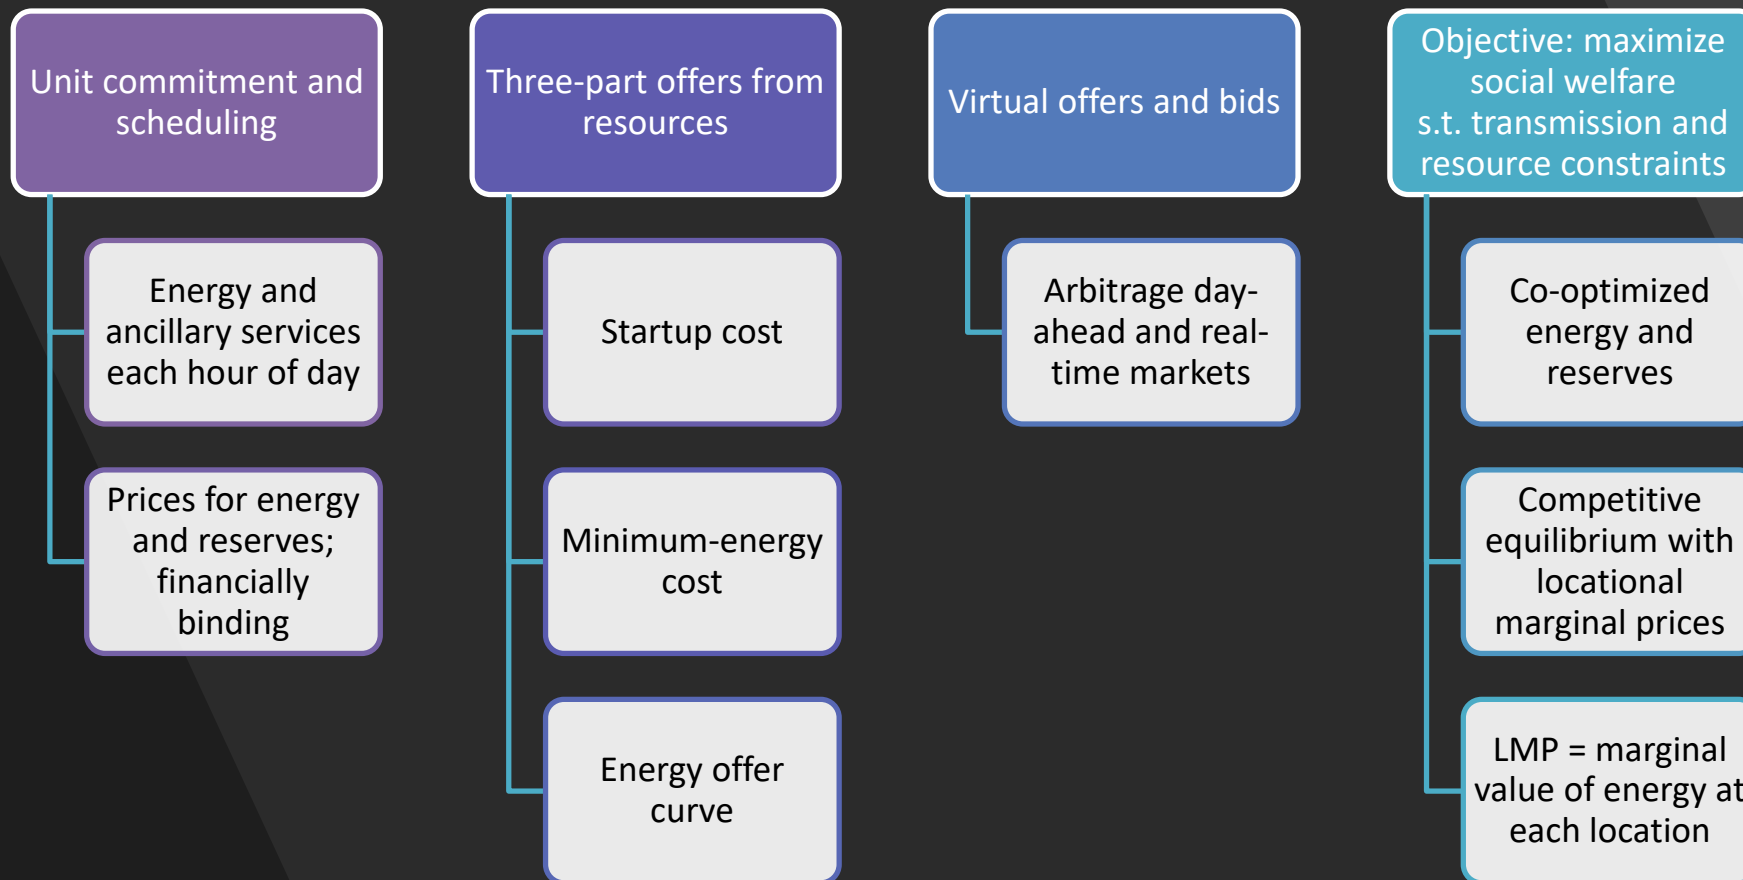 Unit commitment and
scheduling
Energy and
ancillary services
each hour of day
Prices for energy
and reserves;
financially
binding
Three-part offers from
resources
Startup cost
Minimum-energy
cost
Energy offer
curve
Virtual offers and bids
Arbitrage day-
ahead and real-
time markets
Objective: maximize
social welfare
s.t. transmission and
resource constraints
Co-optimized
energy and
reserves
Competitive
equilibrium with
locational
marginal prices
LMP = marginal
value of energy at
each location